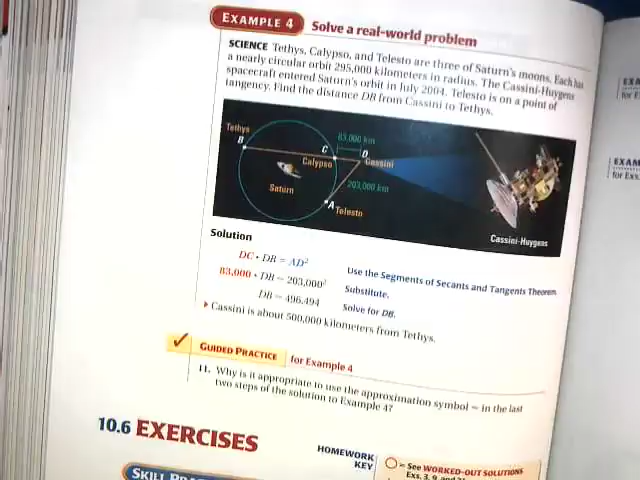 EXAMPLE 4 Solve a real-world problem
SCIENCE Tethys, Calypso, and Telesto are three of Saturn's moons. Each has
a nearly circular orbit 295,000 kilometers in radius. The Cassini-Huygens
spacecraft entered Saturn's orbit in July 2004. Telesto is on a point of
tangency. Find the distance DB from Cassini to Tethys.
Tethys
B
83,000 km
C
D
Calypso
Cassini
Saturn
203,000 km
A
Telesto
Cassini-Huygens
Solution
DC • DB = AD²
Use the Segments of Secants and Tangents Theorem.
83,000 • DB ≈ 203,000²
Substitute.
DB ≈ 496,494
Solve for DB.
Cassini is about 500,000 kilometers from Tethys.
GUIDED PRACTICE for Example 4
11. Why is it appropriate to use the approximation symbol ≈ in the last
two steps of the solution to Example 4?
10.6 EXERCISES
HOMEWORK
KEY
= See WORKED-OUT SOLUTIONS
Exs. 3, 9, and
SKILL
EXAM
for Exs.